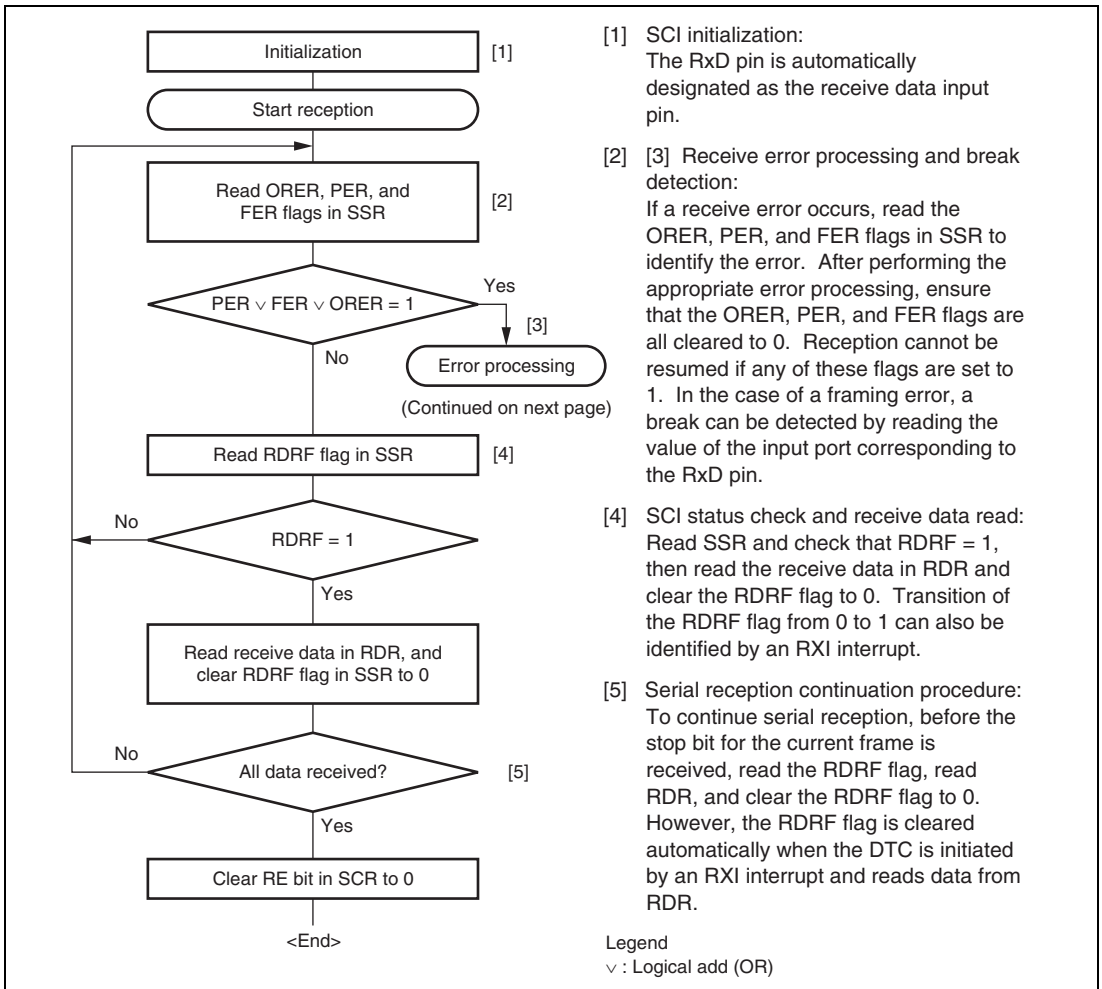 Initialization
[1]
Start reception
Read ORER, PER, and
FER flags in SSR
[2]
PER ∨ FER ∨ ORER = 1
Yes
[3]
No
Error processing
(Continued on next page)
Read RDRF flag in SSR
[4]
No
RDRF = 1
Yes
Read receive data in RDR, and
clear RDRF flag in SSR to 0
No
All data received?
[5]
Yes
Clear RE bit in SCR to 0
<End>
[1] SCI initialization:
The RxD pin is automatically
designated as the receive data input
pin.
[2] [3] Receive error processing and break
detection:
If a receive error occurs, read the
ORER, PER, and FER flags in SSR to
identify the error. After performing the
appropriate error processing, ensure
that the ORER, PER, and FER flags are
all cleared to 0. Reception cannot be
resumed if any of these flags are set to
1. In the case of a framing error, a
break can be detected by reading the
value of the input port corresponding to
the RxD pin.
[4] SCI status check and receive data read:
Read SSR and check that RDRF = 1,
then read the receive data in RDR and
clear the RDRF flag to 0. Transition of
the RDRF flag from 0 to 1 can also be
identified by an RXI interrupt.
[5] Serial reception continuation procedure:
To continue serial reception, before the
stop bit for the current frame is
received, read the RDRF flag, read
RDR, and clear the RDRF flag to 0.
However, the RDRF flag is cleared
automatically when the DTC is initiated
by an RXI interrupt and reads data from
RDR.
Legend
∨ : Logical add (OR)